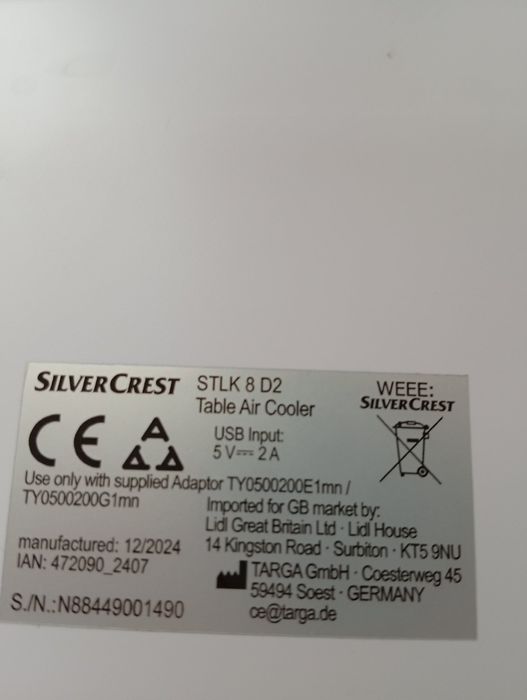 SILVERCREST STLK 8 D2
Table Air Cooler
WEEE:
SILVERCREST
CE
USB Input:
5 V⎓ 2 A
Use only with supplied Adaptor TY0500200E1mn /
TY0500200G1mn
Imported for GB market by:
Lidl Great Britain Ltd · Lidl House
14 Kingston Road · Surbiton · KT5 9NU
manufactured: 12/2024
IAN: 472090_2407
TARGA GmbH · Coesterweg 45
59494 Soest · GERMANY
ce@targa.de
S./N.:N88449001490